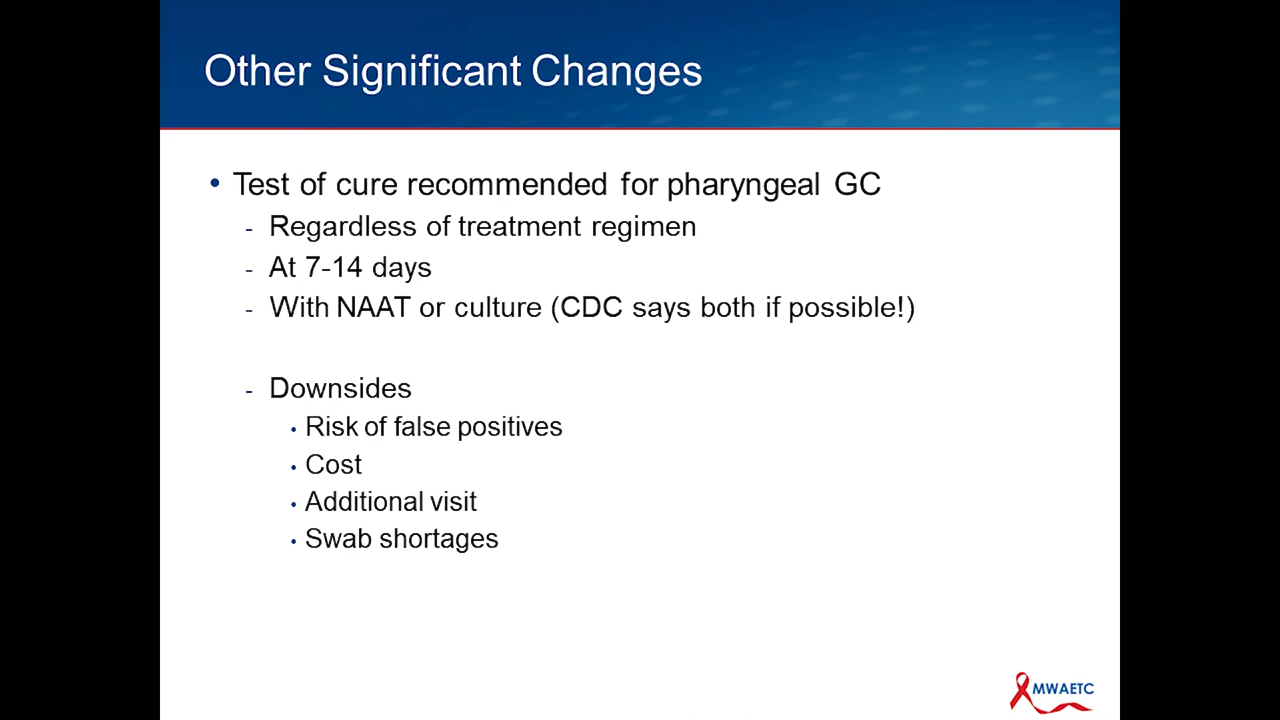 Other Significant Changes
• Test of cure recommended for pharyngeal GC
- Regardless of treatment regimen
- At 7-14 days
- With NAAT or culture (CDC says both if possible!)
- Downsides
• Risk of false positives
• Cost
• Additional visit
• Swab shortages
MWAETC